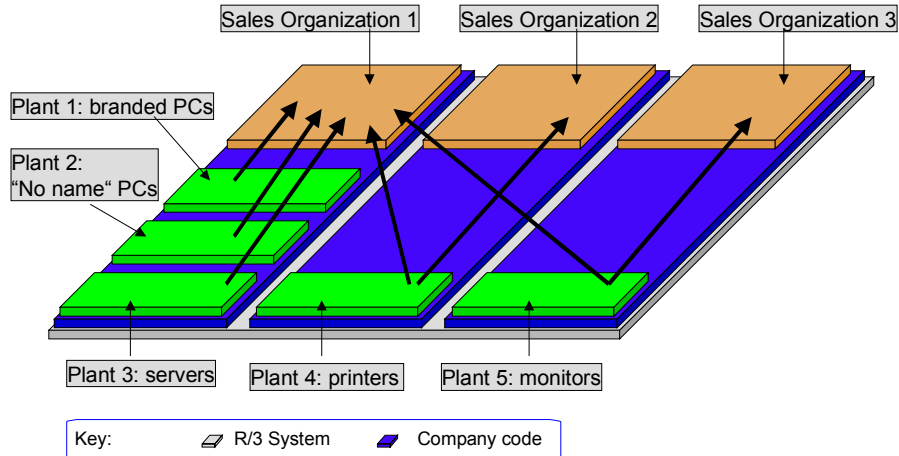 Sales Organization 1
Sales Organization 2
Sales Organization 3
Plant 1: branded PCs
Plant 2:
“No name“ PCs
Plant 3: servers
Plant 4: printers
Plant 5: monitors
Key:
R/3 System
Company code